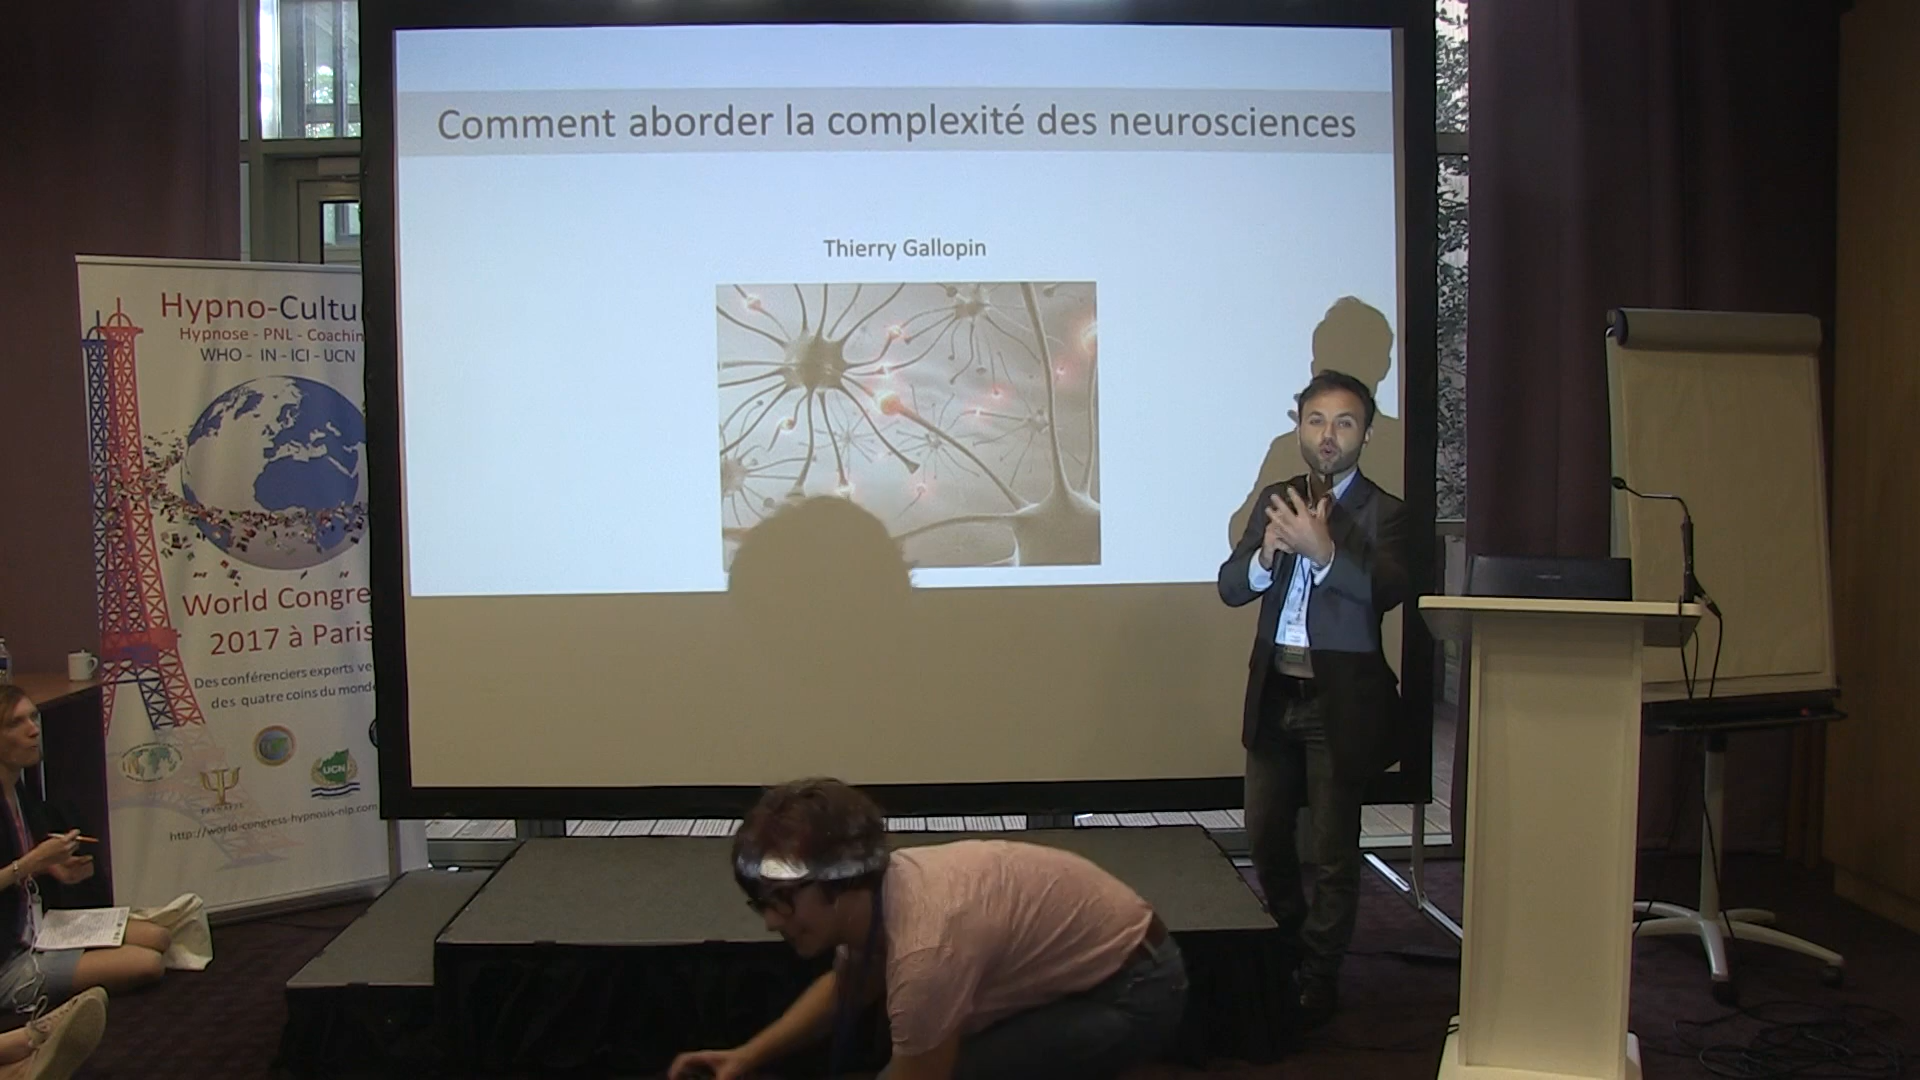 Comment aborder la complexité des neurosciences
Thierry Gallopin
Hypno-Cultu
Hypnose - PNL - Coachin
WHO - IN - ICI - UCN
World Congre
2017 à Paris
Des conférenciers experts ve
des quatre coins du monde
IN
UCN
http://world-congress-hypnosis-nlp.com